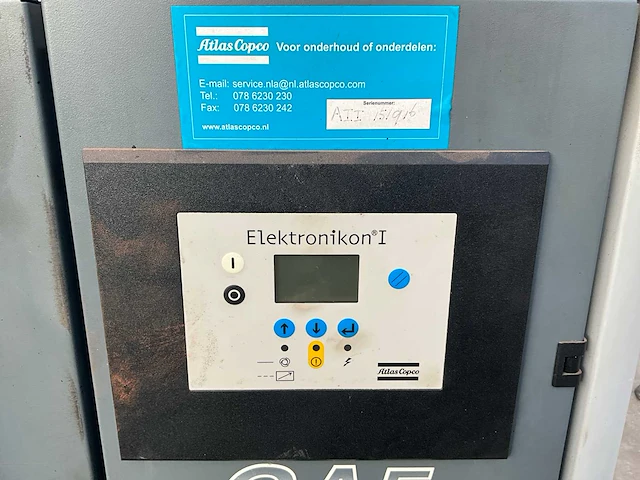 Atlas Copco Voor onderhoud of onderdelen:
E-mail: service.nla@nl.atlascopco.com
Tel.: 078 6230 230
Fax: 078 6230 242
Serienummer:
www.atlascopco.nl
Elektronikon® I
Atlas Copco